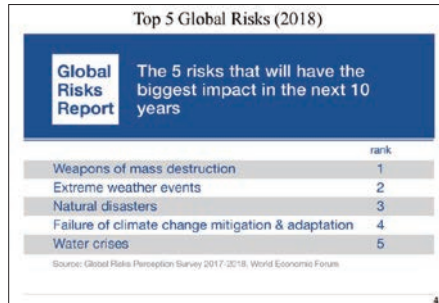 Top 5 Global Risks (2018)
Global
Risks
Report
The 5 risks that will have the
biggest impact in the next 10
years
rank
Weapons of mass destruction 1
Extreme weather events 2
Natural disasters 3
Failure of climate change mitigation & adaptation 4
Water crises 5
Source: Global Risks Perception Survey 2017-2018, World Economic Forum